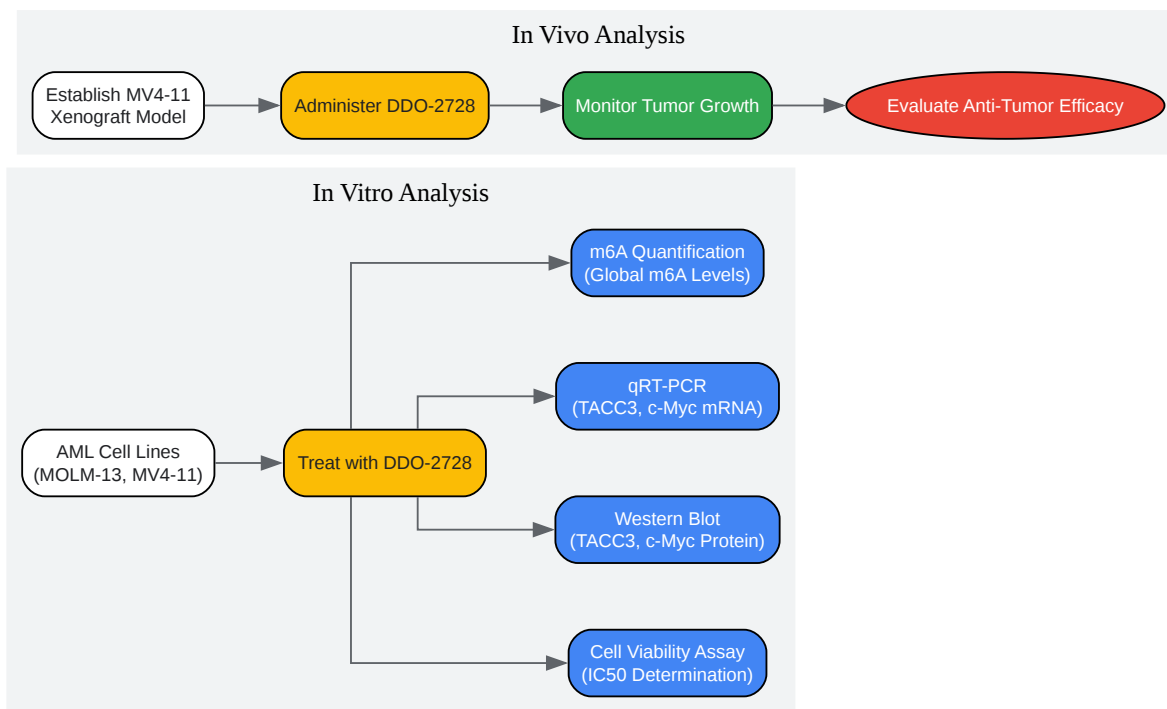 In Vivo Analysis
Establish MV4-11
Xenograft Model
Administer DDO-2728
Monitor Tumor Growth
Evaluate Anti-Tumor Efficacy
In Vitro Analysis
AML Cell Lines
(MOLM-13, MV4-11)
Treat with DDO-2728
m6A Quantification
(Global m6A Levels)
qRT-PCR
(TACC3, c-Myc mRNA)
Western Blot
(TACC3, c-Myc Protein)
Cell Viability Assay
(IC50 Determination)